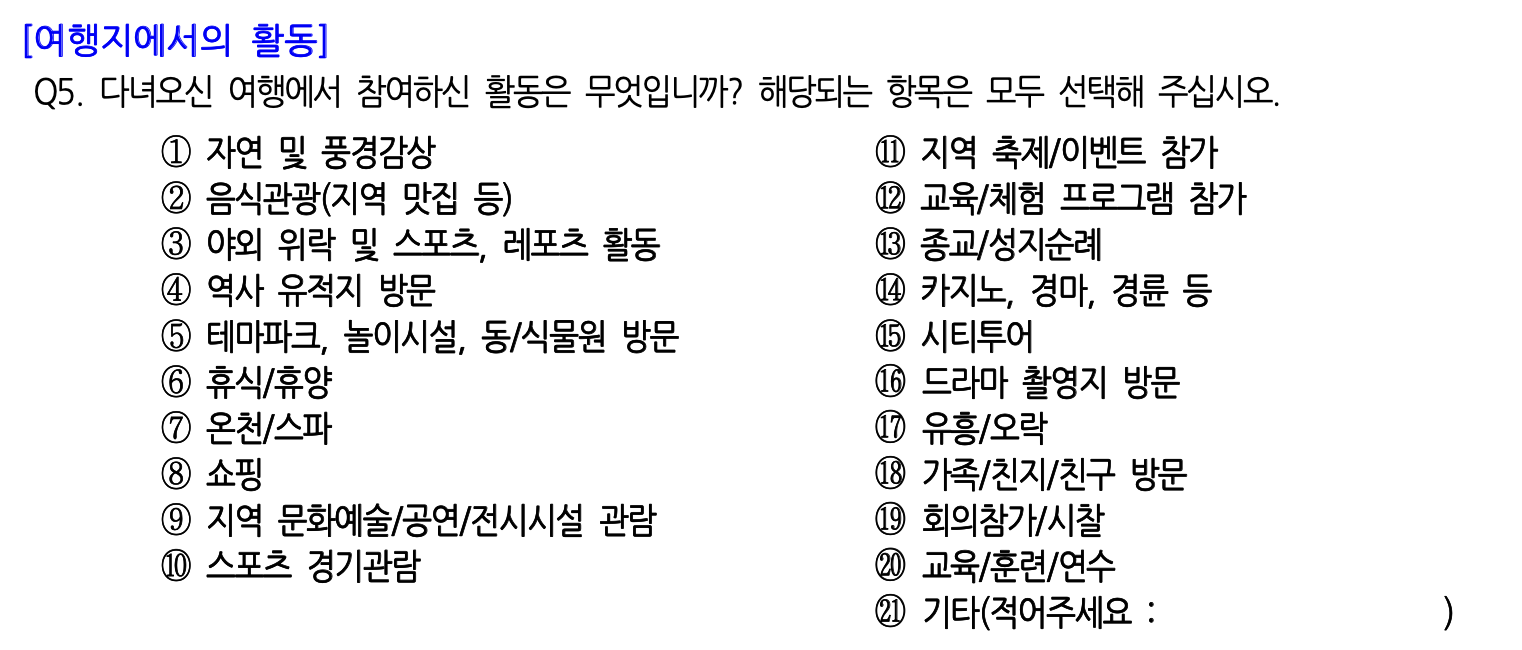 [여행지에서의 활동]
Q5. 다녀오신 여행에서 참여하신 활동은 무엇입니까? 해당되는 항목은 모두 선택해 주십시오.
① 자연 및 풍경감상
② 음식관광(지역 맛집 등)
③ 야외 위락 및 스포츠, 레포츠 활동
④ 역사 유적지 방문
⑤ 테마파크, 놀이시설, 동/식물원 방문
⑥ 휴식/휴양
⑦ 온천/스파
⑧ 쇼핑
⑨ 지역 문화예술/공연/전시시설 관람
⑩ 스포츠 경기관람
⑪ 지역 축제/이벤트 참가
⑫ 교육/체험 프로그램 참가
⑬ 종교/성지순례
⑭ 카지노, 경마, 경륜 등
⑮ 시티투어
⑯ 드라마 촬영지 방문
⑰ 유흥/오락
⑱ 가족/친지/친구 방문
⑲ 회의참가/시찰
⑳ 교육/훈련/연수
㉑ 기타(적어주세요 : )